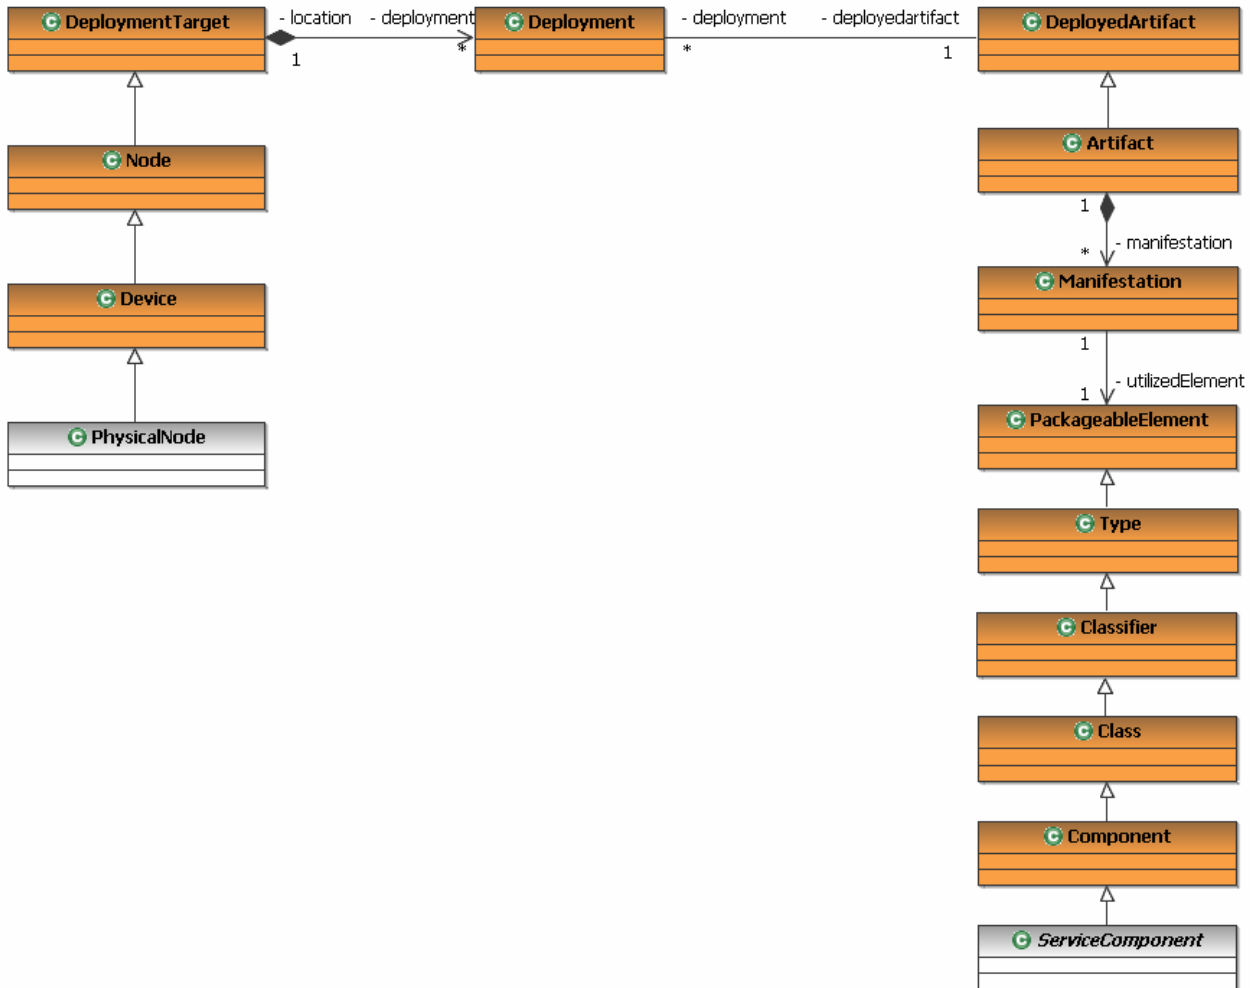 DeploymentTarget
- location
- deployment
1
*
Deployment
- deployment
- deployedartifact
*
1
DeployedArtifact
Node
Artifact
1
*
- manifestation
Device
Manifestation
1
- utilizedElement
1
PhysicalNode
PackageableElement
Type
Classifier
Class
Component
ServiceComponent